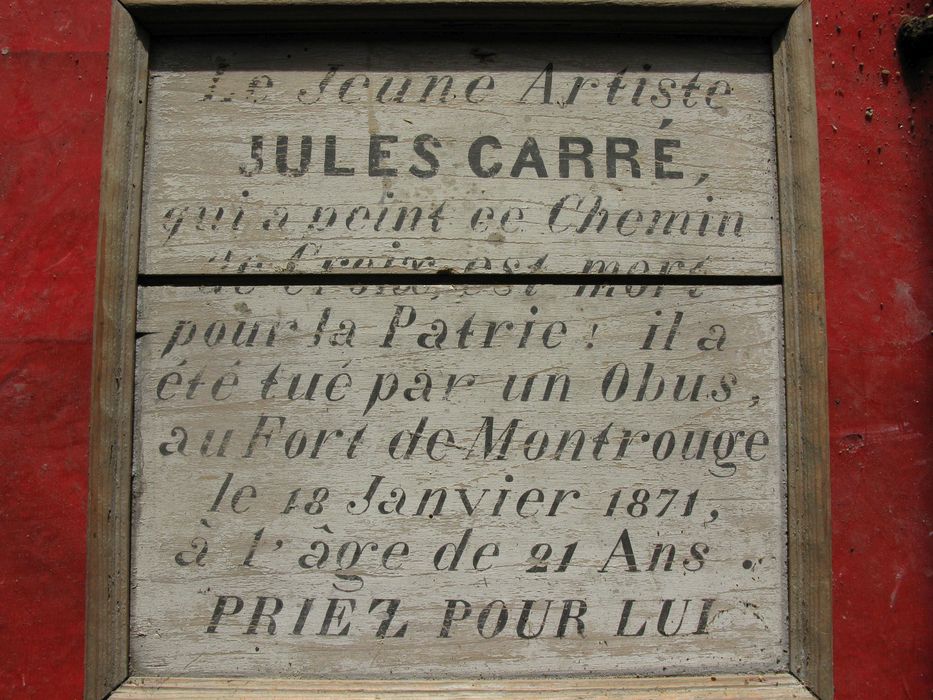 Le Jeune Artiste
JULES CARRÉ,
qui a peint ce Chemin
de Croix, est mort
pour la Patrie! il a
été tué par un Obus,
au Fort de Montrouge
le 18 Janvier 1871,
à l'âge de 21 Ans.
PRIEZ POUR LUI